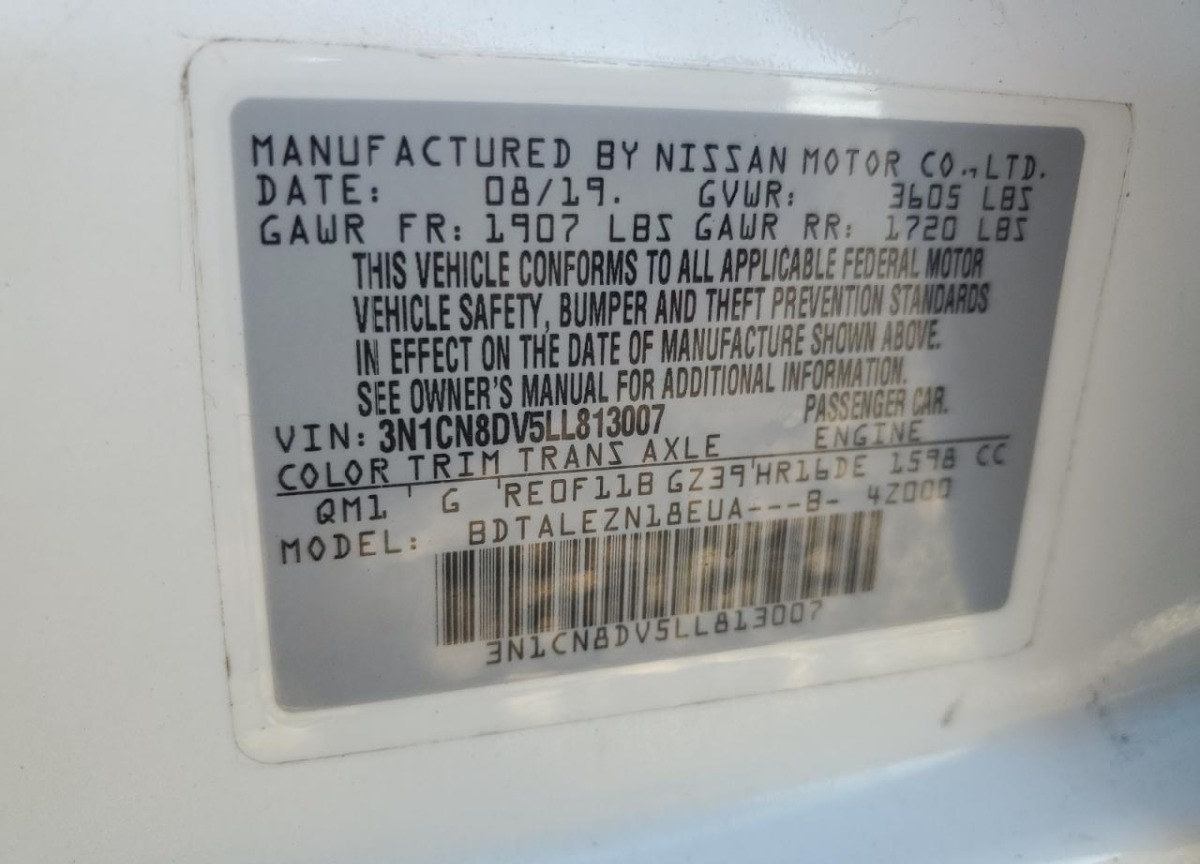 MANUFACTURED BY NISSAN MOTOR CO.,LTD.
DATE: 08/19. GVWR: 3605 LBS
GAWR FR: 1907 LBS GAWR RR: 1720 LBS
THIS VEHICLE CONFORMS TO ALL APPLICABLE FEDERAL MOTOR
VEHICLE SAFETY, BUMPER AND THEFT PREVENTION STANDARDS
IN EFFECT ON THE DATE OF MANUFACTURE SHOWN ABOVE.
SEE OWNER'S MANUAL FOR ADDITIONAL INFORMATION.
VIN: 3N1CN8DV5LL813007 PASSENGER CAR.
COLOR TRIM TRANS AXLE ENGINE
QM1 G RE0F11B GZ39 HR16DE 1598 CC
MODEL: BDTALEZN18EUA---B- 4Z000
3N1CN8DV5LL813007